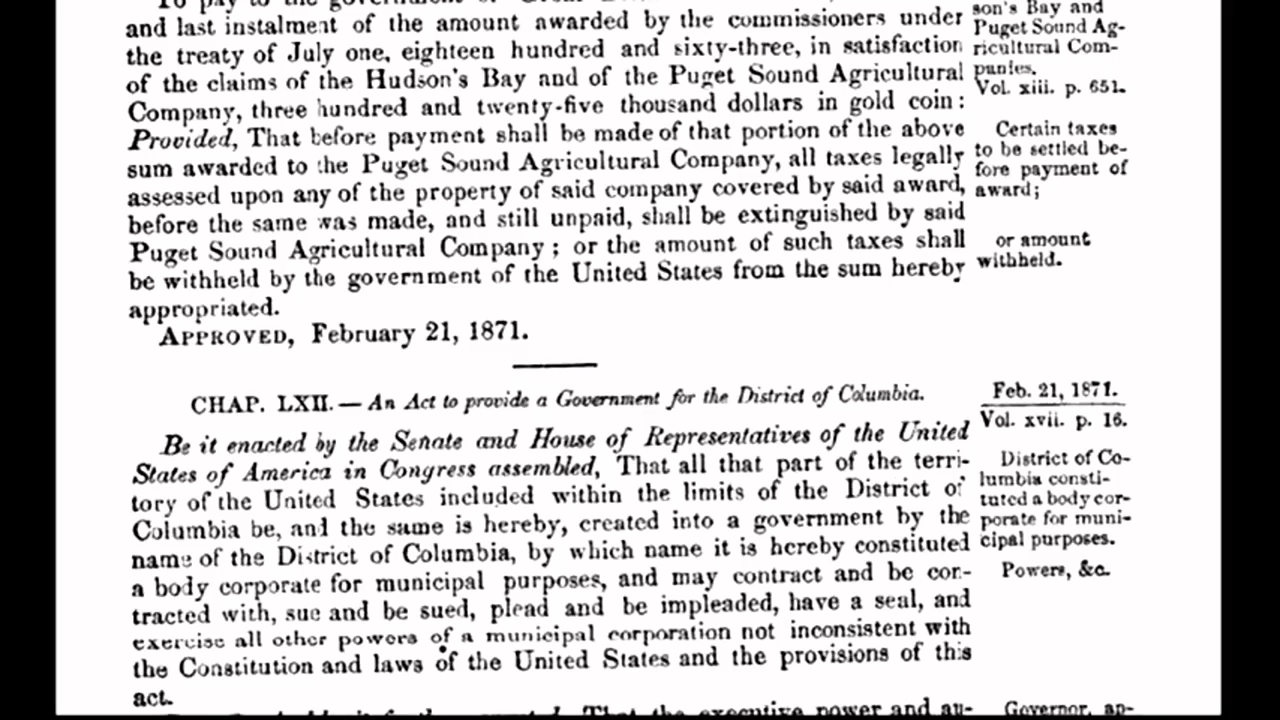 and last instalment of the amount awarded by the commissioners under
the treaty of July one, eighteen hundred and sixty-three, in satisfaction
of the claims of the Hudson's Bay and of the Puget Sound Agricultural
Company, three hundred and twenty-five thousand dollars in gold coin:
Provided, That before payment shall be made of that portion of the above
sum awarded to the Puget Sound Agricultural Company, all taxes legally
assessed upon any of the property of said company covered by said award,
before the same was made, and still unpaid, shall be extinguished by said
Puget Sound Agricultural Company; or the amount of such taxes shall
be withheld by the government of the United States from the sum hereby
appropriated.
APPROVED, February 21, 1871.
son's Bay and
Puget Sound Ag-
ricultural Com-
panies.
Vol. xiii. p. 651.
Certain taxes
to be settled be-
fore payment of
award;
or amount
withheld.
CHAP. LXII. — An Act to provide a Government for the District of Columbia.
Be it enacted by the Senate and House of Representatives of the United
States of America in Congress assembled, That all that part of the terri-
tory of the United States included within the limits of the District of
Columbia be, and the same is hereby, created into a government by the
name of the District of Columbia, by which name it is hereby constituted
a body corporate for municipal purposes, and may contract and be con-
tracted with, sue and be sued, plead and be impleaded, have a seal, and
exercise all other powers of a municipal corporation not inconsistent with
the Constitution and laws of the United States and the provisions of this
act.
That the executive power and au-
Feb. 21, 1871.
Vol. xvii. p. 16.
District of Co-
lumbia consti-
tuted a body cor-
porate for muni-
cipal purposes.
Powers, &c.
Governor, ap-